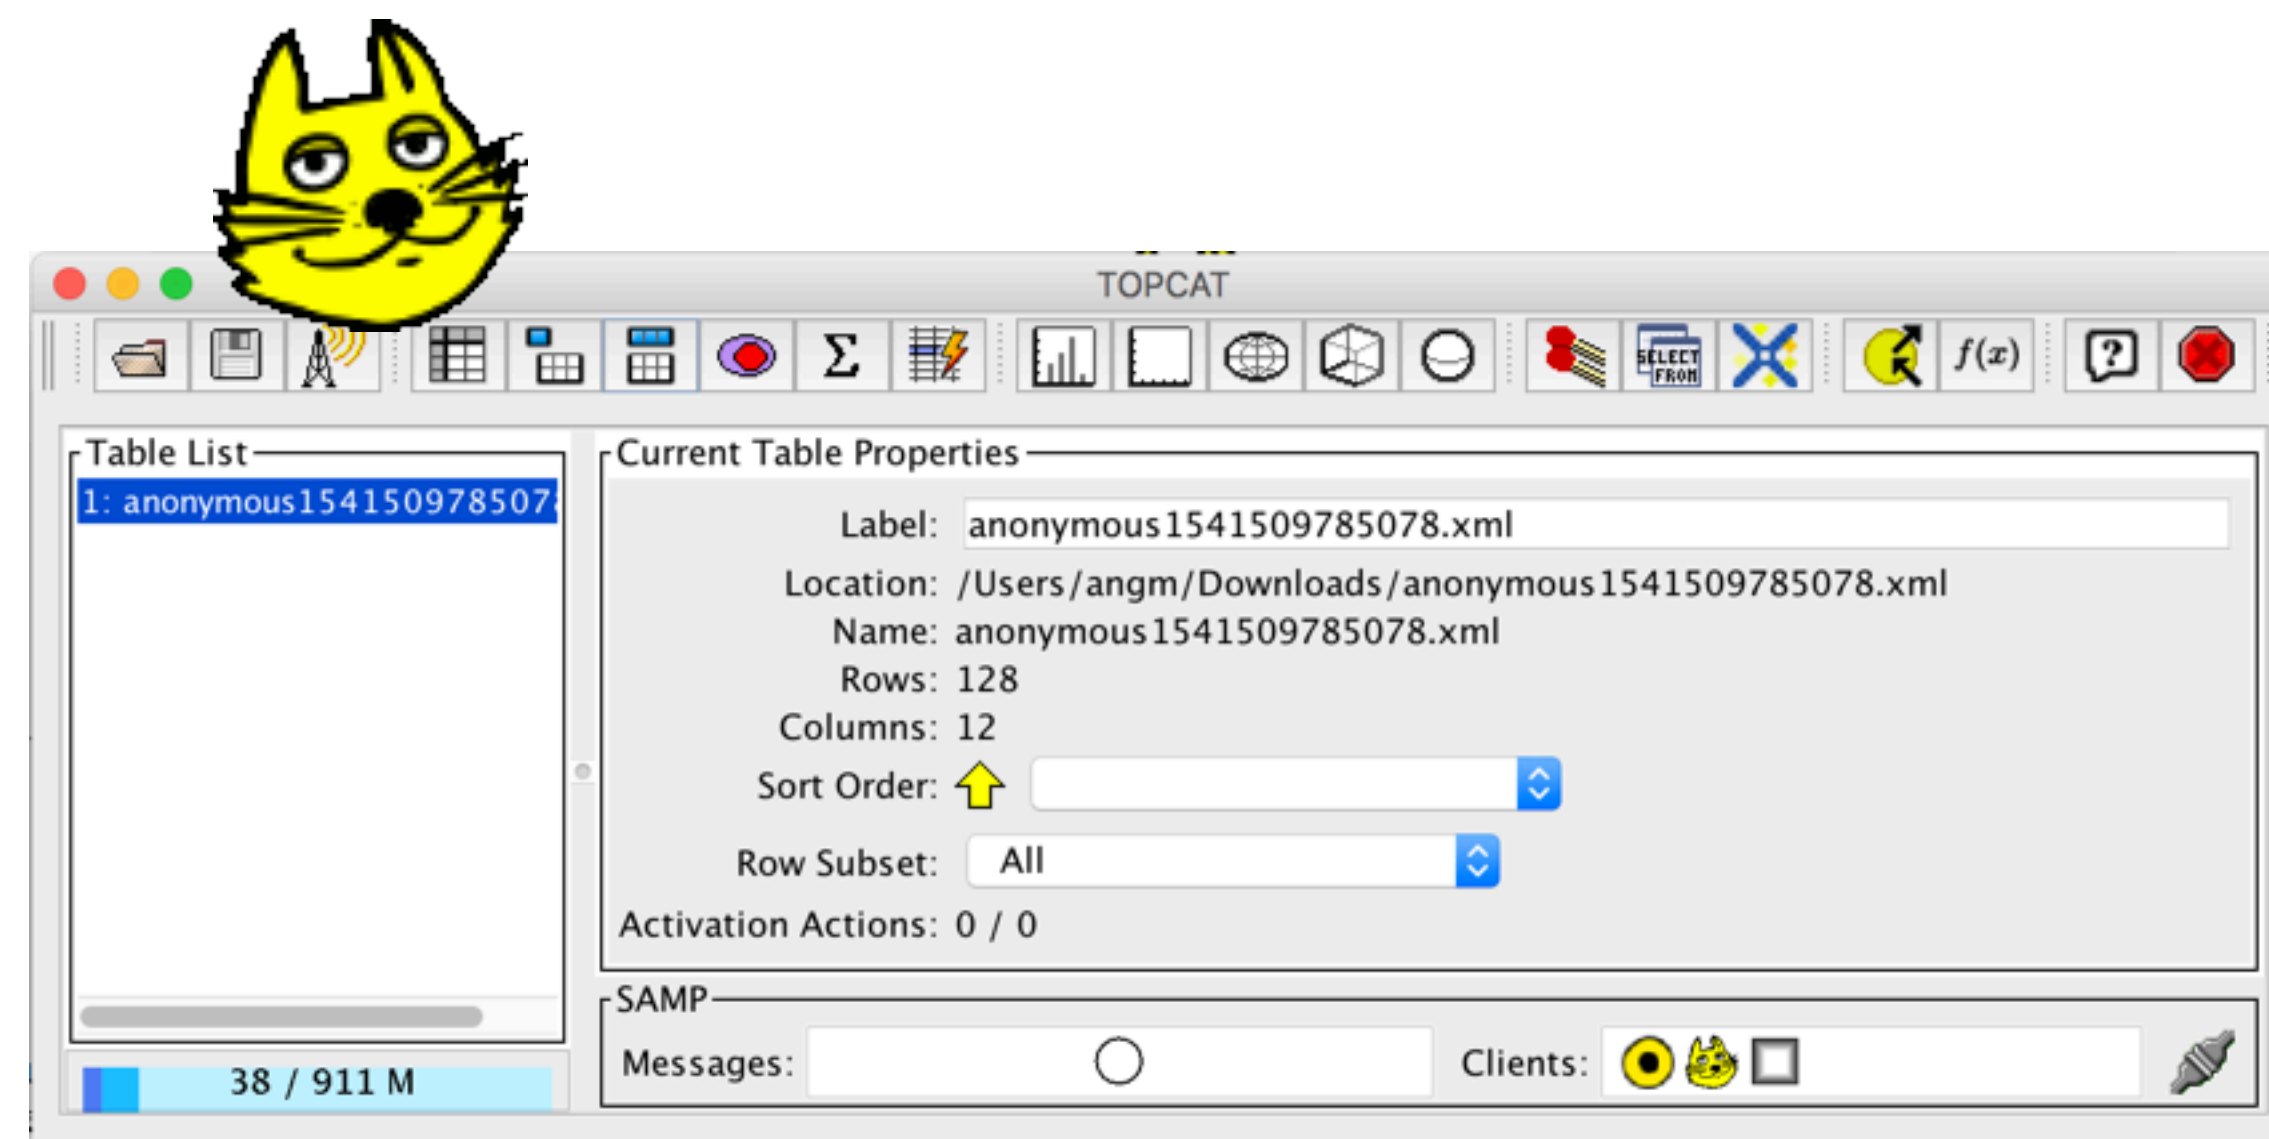 TOPCAT
Σ
SELECT
FROM
f(x)
?
Table List
1: anonymous154150978507
Current Table Properties
Label: anonymous1541509785078.xml
Location: /Users/angm/Downloads/anonymous1541509785078.xml
Name: anonymous1541509785078.xml
Rows: 128
Columns: 12
Sort Order:
Row Subset: All
Activation Actions: 0 / 0
SAMP
Messages:
Clients:
38 / 911 M